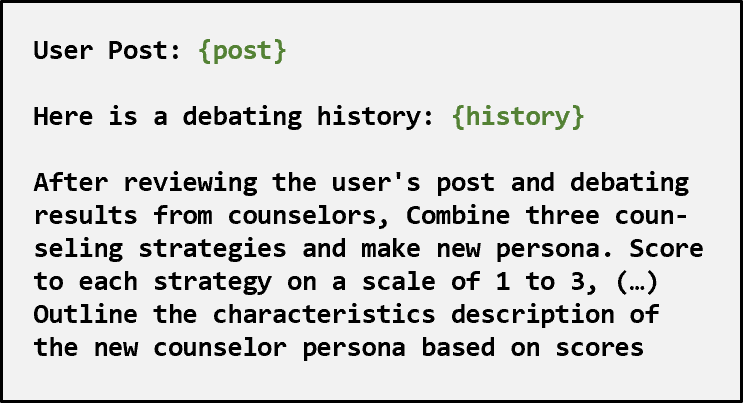 User Post: {post}
Here is a debating history: {history}
After reviewing the user's post and debating
results from counselors, Combine three coun-
seling strategies and make new persona. Score
to each strategy on a scale of 1 to 3, (…)
Outline the characteristics description of
the new counselor persona based on scores